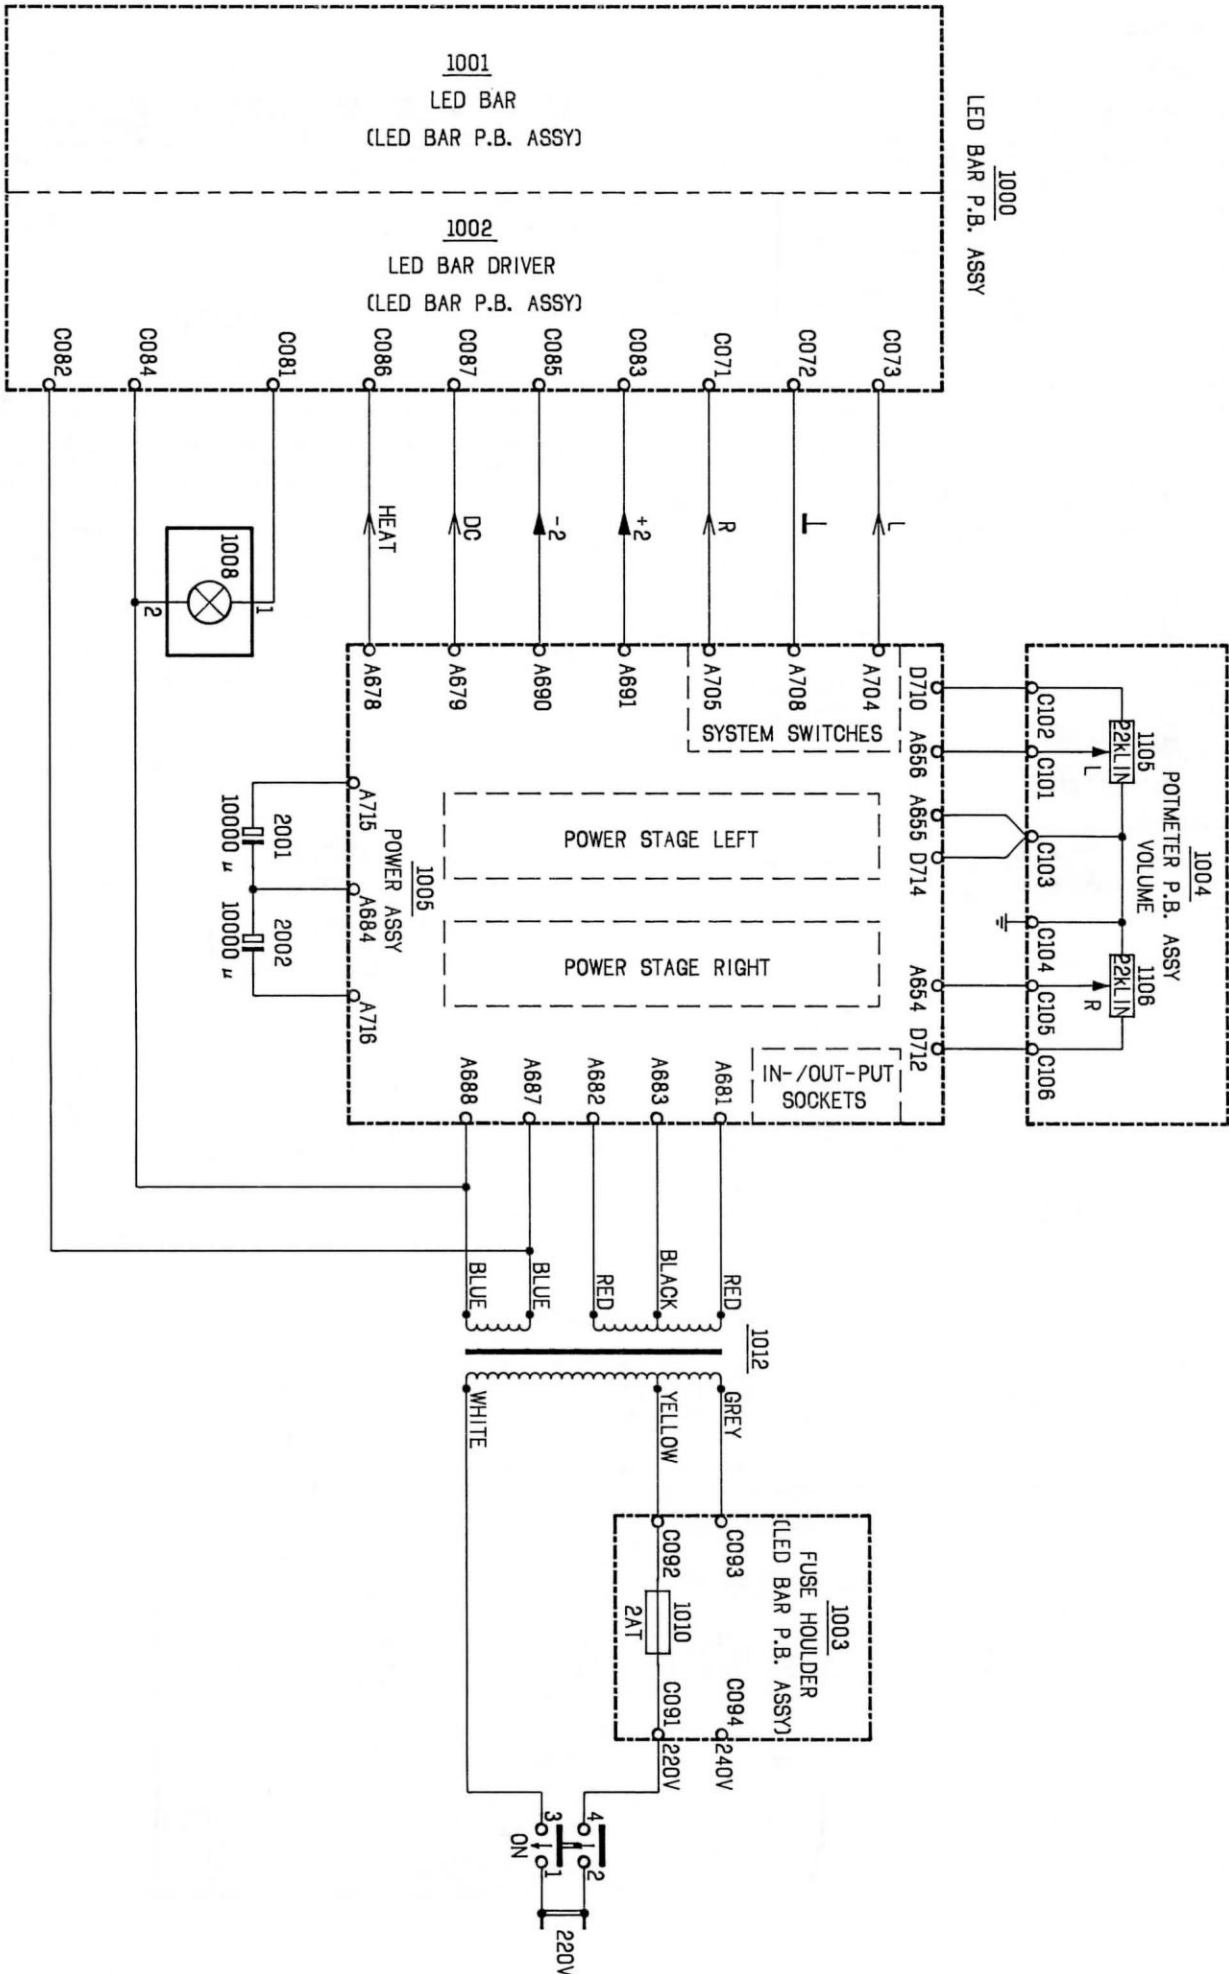 1000
LED BAR P.B. ASSY
1001
LED BAR
(LED BAR P.B. ASSY)
1002
LED BAR DRIVER
(LED BAR P.B. ASSY)
C082
C084
C081
C086
C087
C085
C083
C071
C072
C073
HEAT
DC
-2
+2
R
L
1008
1
2
A678
A679
A690
A691
A705
A708
A704
SYSTEM SWITCHES
D710
A656
A655
D714
A654
D712
POWER STAGE LEFT
POWER STAGE RIGHT
1005
POWER ASSY
A715
A684
A716
2001
10000 µ
2002
10000 µ
IN-/OUT-PUT
SOCKETS
A688
A687
A682
A683
A681
1004
POTMETER P.B. ASSY
VOLUME
1105
22kLIN
L
1106
22kLIN
R
C102
C101
C103
C104
C105
C106
BLUE
BLUE
RED
BLACK
RED
1012
WHITE
YELLOW
GREY
1003
FUSE HOULDER
(LED BAR P.B. ASSY)
C092
C093
1010
2AT
C091
C094
220V
240V
3
4
1
2
ON
220V